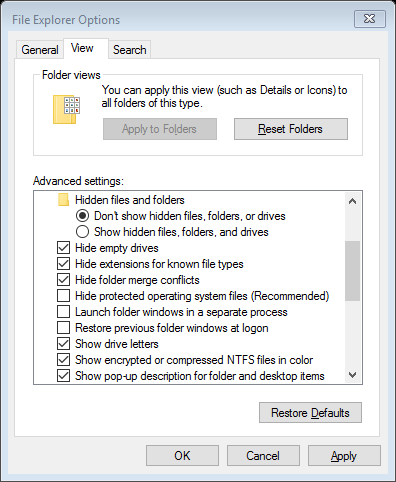 File Explorer Options
General
View
Search
Folder views
You can apply this view (such as Details or Icons) to
all folders of this type.
Apply to Folders
Reset Folders
Advanced settings:
Hidden files and folders
Don't show hidden files, folders, or drives
Show hidden files, folders, and drives
Hide empty drives
Hide extensions for known file types
Hide folder merge conflicts
Hide protected operating system files (Recommended)
Launch folder windows in a separate process
Restore previous folder windows at logon
Show drive letters
Show encrypted or compressed NTFS files in color
Show pop-up description for folder and desktop items
Restore Defaults
OK
Cancel
Apply